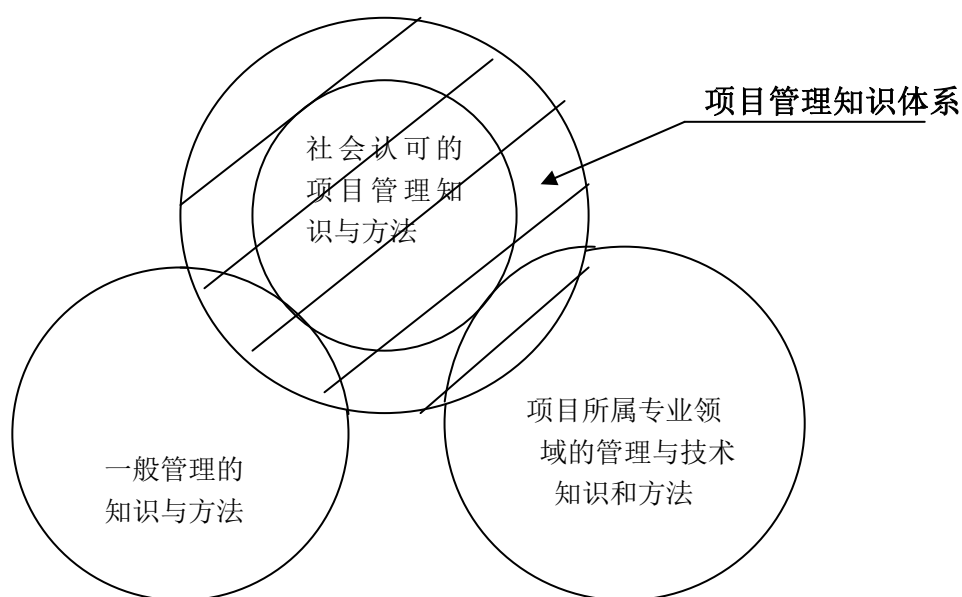 项目管理知识体系
社会认可的
项目管理知
识与方法
项目所属专业领
域的管理与技术
知识和方法
一般管理的
知识与方法